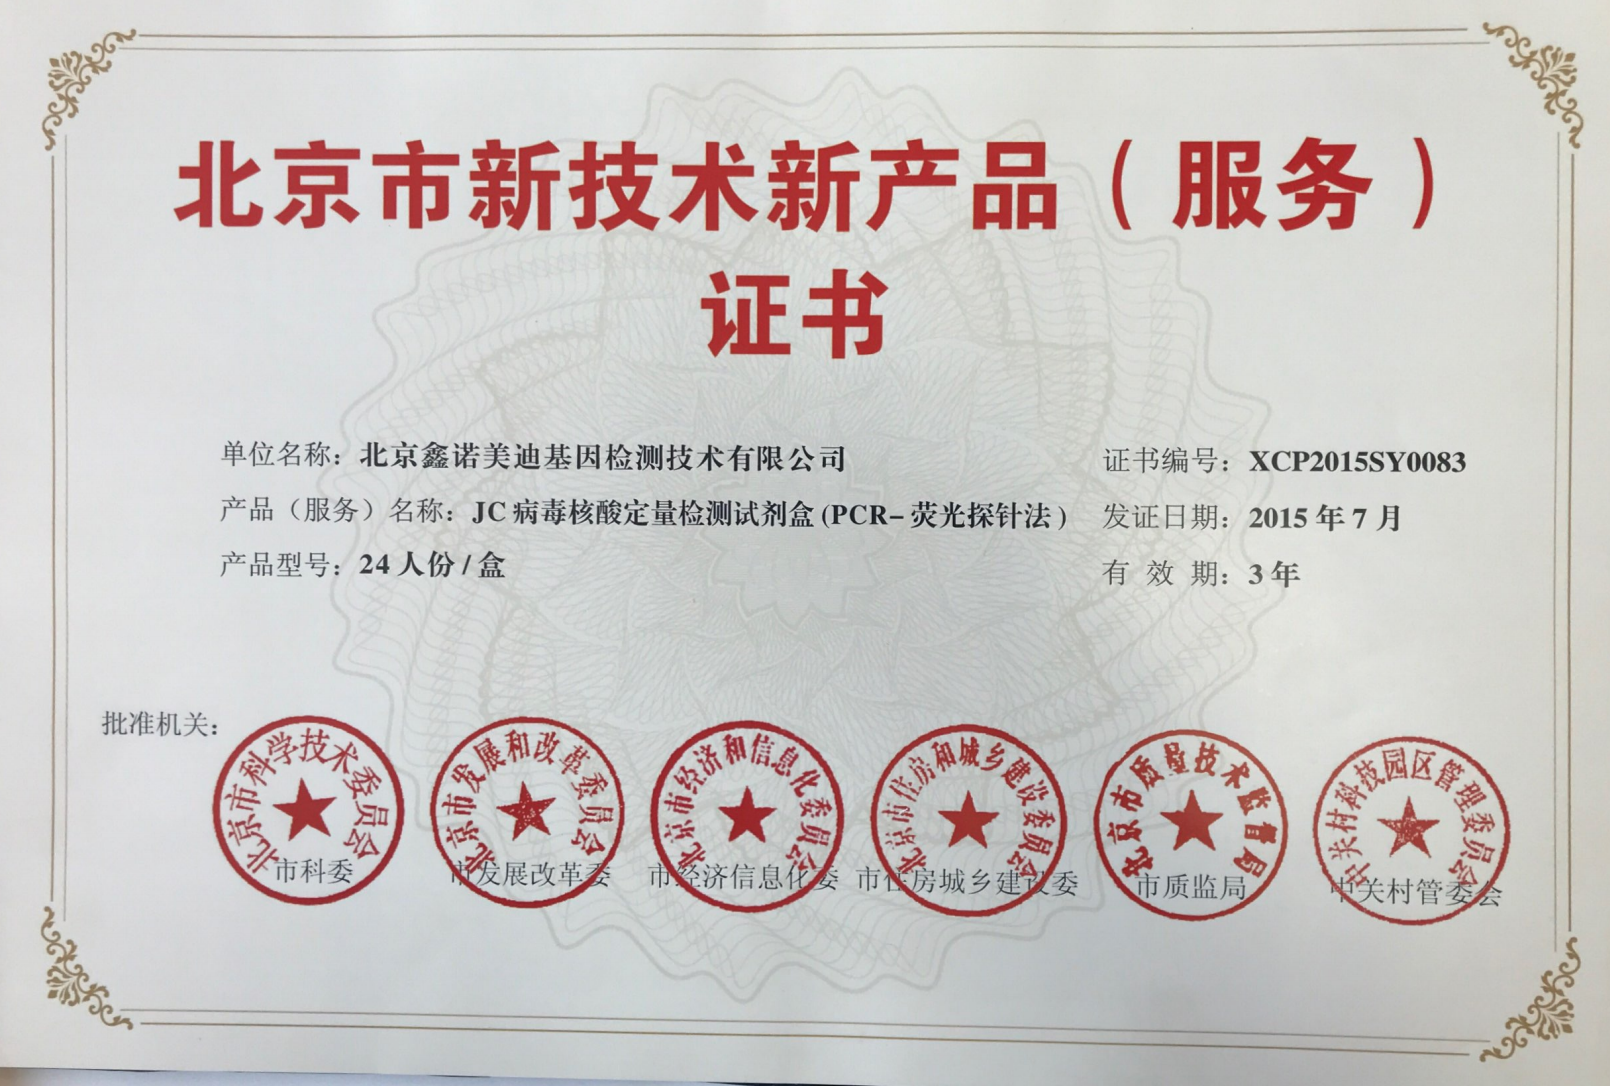 北京市新技术新产品（服务）
证书
单位名称：北京鑫诺美迪基因检测技术有限公司
证书编号：XCP2015SY0083
产品（服务）名称：JC病毒核酸定量检测试剂盒(PCR-荧光探针法)
发证日期：2015年7月
产品型号：24人份/盒
有效期：3年
批准机关：
北京市科学技术委员会
北京市发展和改革委员会
北京市经济和信息化委员会
北京市住房和城乡建设委员会
北京市质量技术监督局
中关村科技园区管理委员会
市科委
市发展改革委
市经济信息化委
市住房城乡建设委
市质监局
中关村管委会